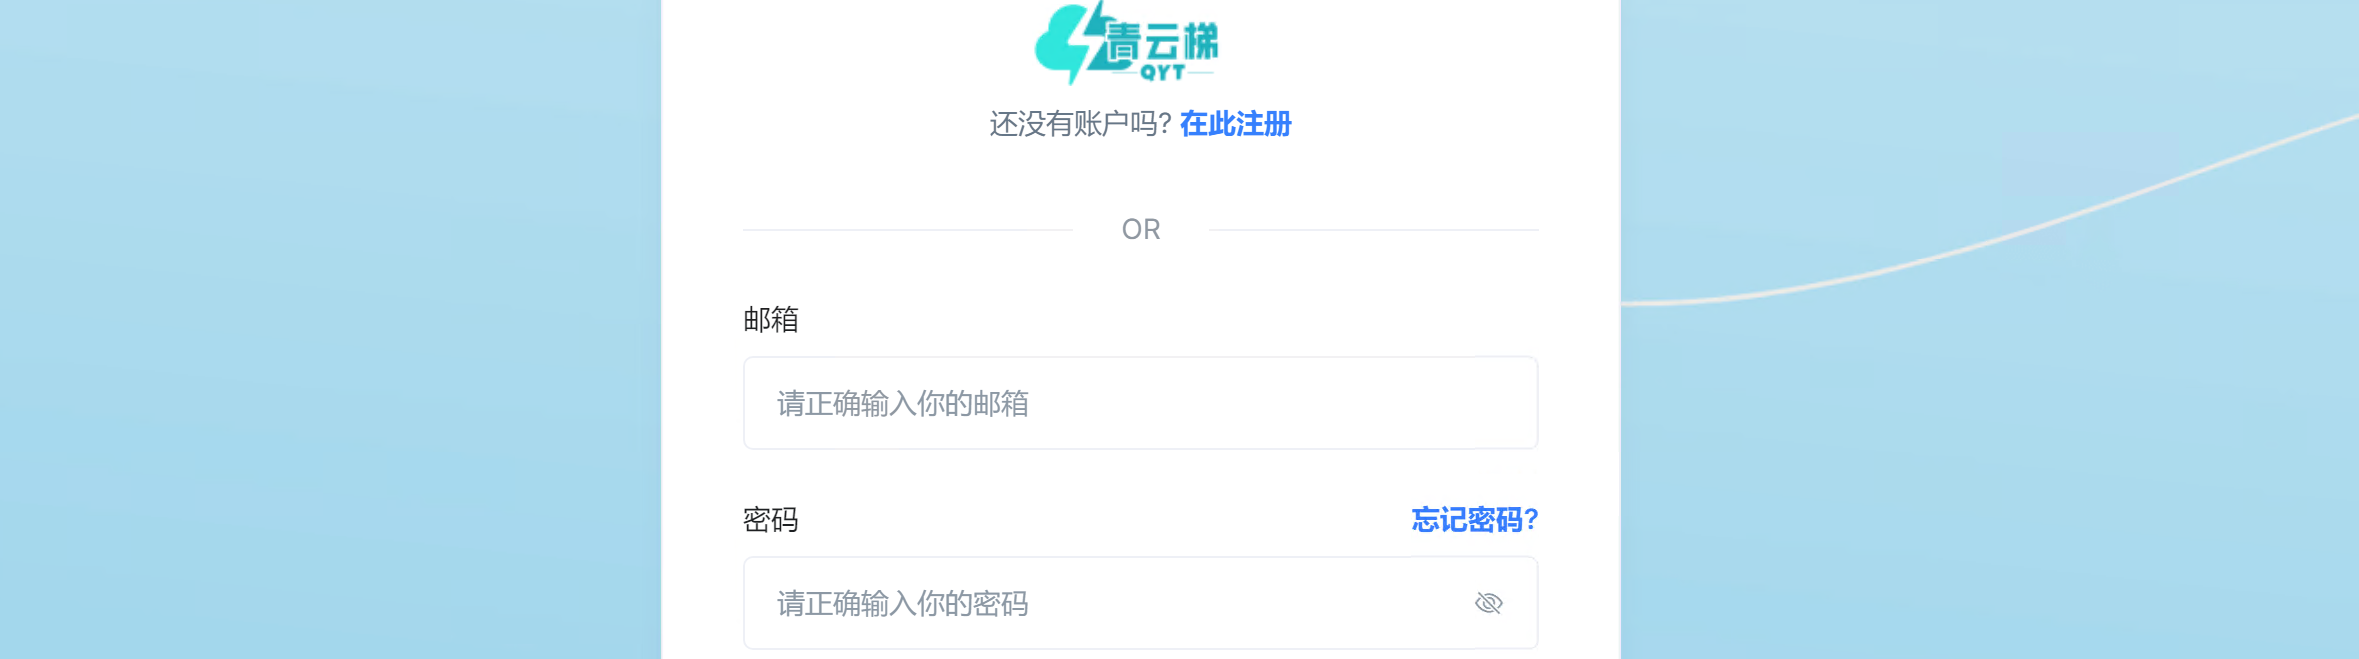 青云梯
QYT
还没有账户吗? 在此注册
OR
邮箱
请正确输入你的邮箱
密码 忘记密码?
请正确输入你的密码